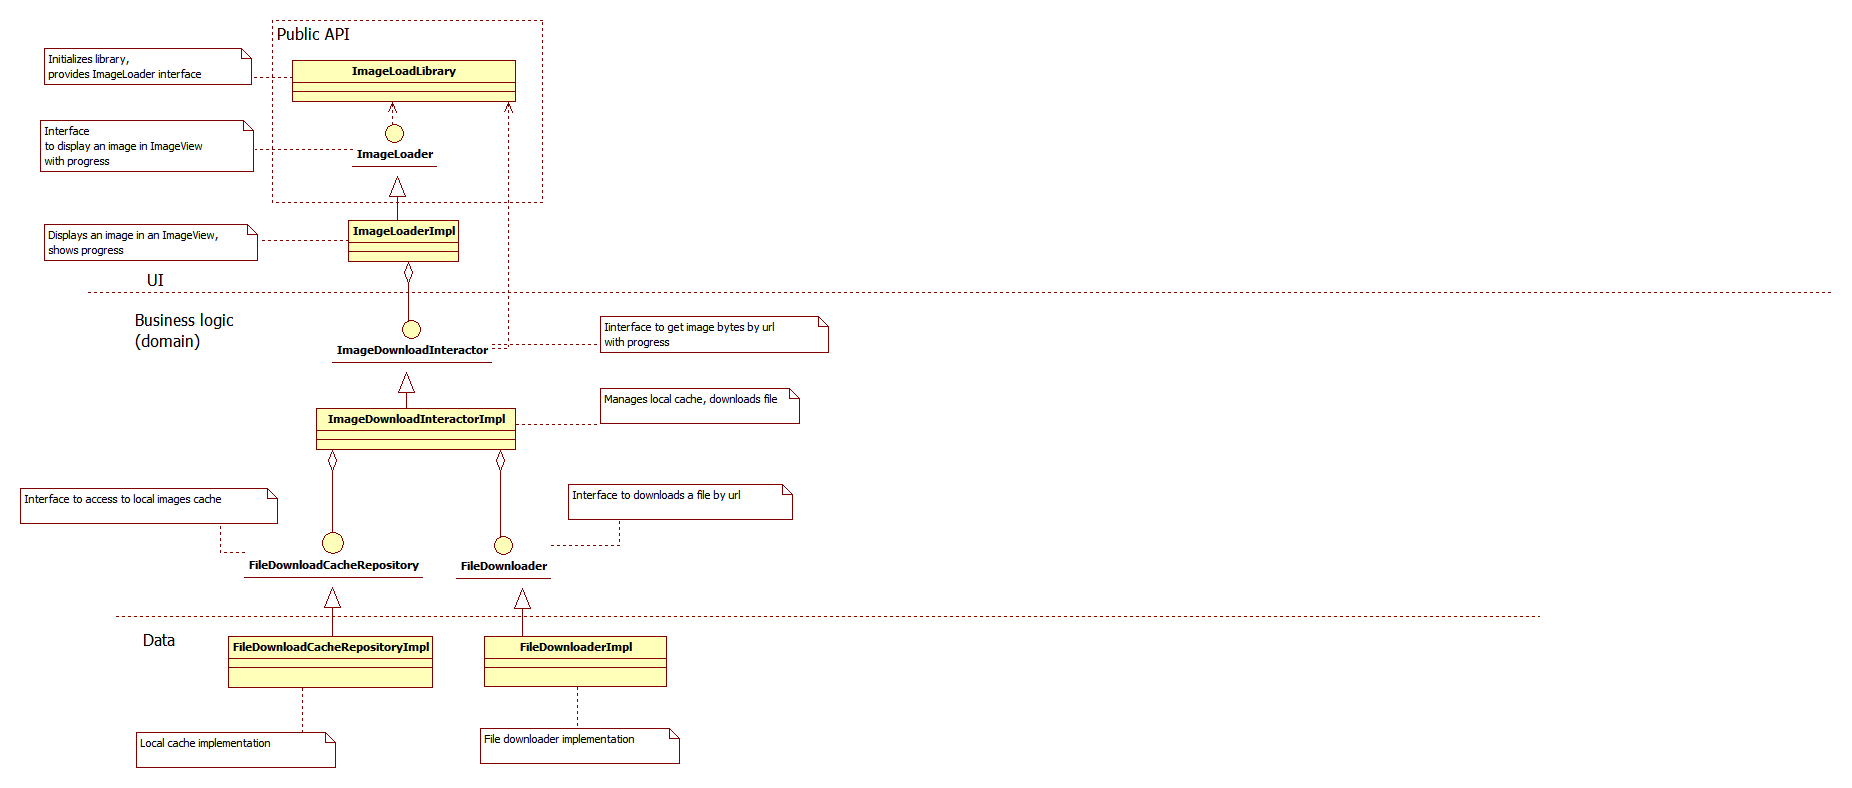 Public API
Initializes library,
provides ImageLoader interface
ImageLoadLibrary
Interface
to display an image in ImageView
with progress
ImageLoader
Displays an image in an ImageView,
shows progress
ImageLoaderImpl
UI
Business logic
(domain)
Iinterface to get image bytes by url
with progress
ImageDownloadInteractor
Manages local cache, downloads file
ImageDownloadInteractorImpl
Interface to access to local images cache
Interface to downloads a file by url
FileDownloadCacheRepository
FileDownloader
Data
FileDownloadCacheRepositoryImpl
FileDownloaderImpl
Local cache implementation
File downloader implementation